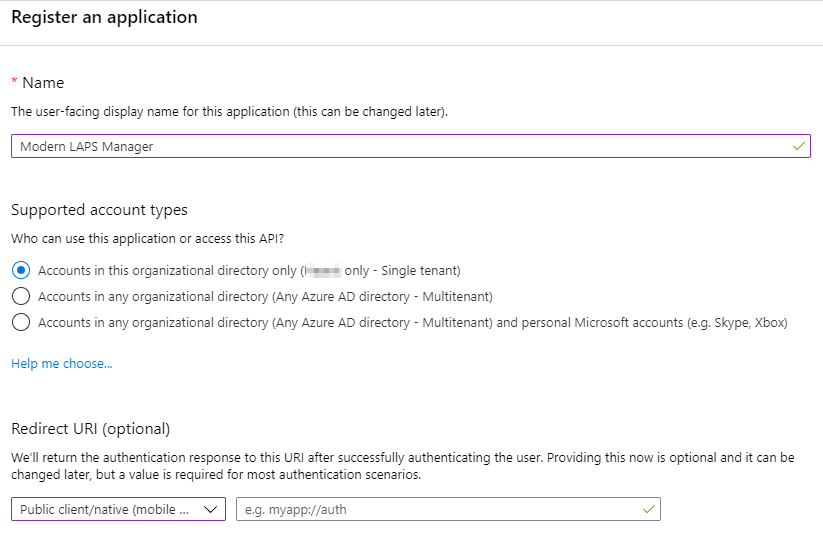 Register an application
* Name
The user-facing display name for this application (this can be changed later).
Modern LAPS Manager
Supported account types
Who can use this application or access this API?
Accounts in this organizational directory only ( only - Single tenant)
Accounts in any organizational directory (Any Azure AD directory - Multitenant)
Accounts in any organizational directory (Any Azure AD directory - Multitenant) and personal Microsoft accounts (e.g. Skype, Xbox)
Help me choose...
Redirect URI (optional)
We'll return the authentication response to this URI after successfully authenticating the user. Providing this now is optional and it can be
changed later, but a value is required for most authentication scenarios.
Public client/native (mobile ...
e.g. myapp://auth